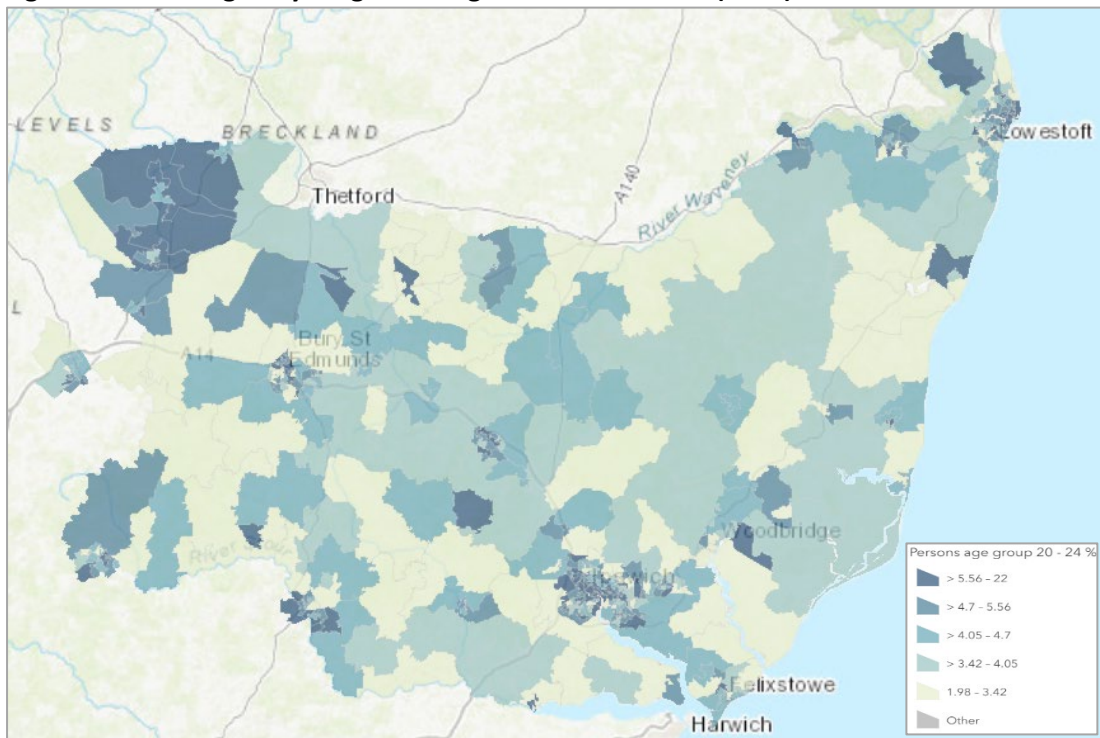 LEVELS
BRECKLAND
Thetford
Lowestoft
A140
River Waveney
L
A14
Bury St
Edmunds
Woodbridge
Felixstowe
Harwich
Persons age group 20 - 24 %
> 5.56 - 22
> 4.7 - 5.56
> 4.05 - 4.7
> 3.42 - 4.05
1.98 - 3.42
Other